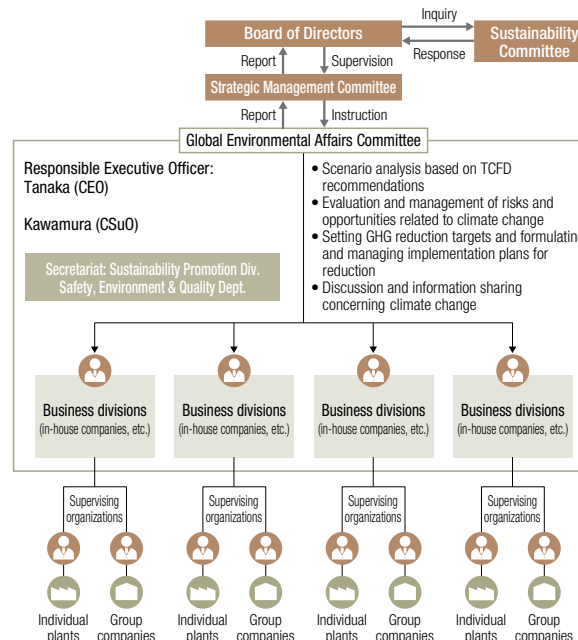 Inquiry
Board of Directors
Sustainability
Committee
Response
Report
Supervision
Strategic Management Committee
Report
Instruction
Global Environmental Affairs Committee
Responsible Executive Officer:
Tanaka (CEO)
Kawamura (CSuO)
Secretariat: Sustainability Promotion Div.
Safety, Environment & Quality Dept.
• Scenario analysis based on TCFD
recommendations
• Evaluation and management of risks and
opportunities related to climate change
• Setting GHG reduction targets and formulating
and managing implementation plans for
reduction
• Discussion and information sharing
concerning climate change
Business divisions
(in-house companies, etc.)
Business divisions
(in-house companies, etc.)
Business divisions
(in-house companies, etc.)
Business divisions
(in-house companies, etc.)
Supervising
organizations
Supervising
organizations
Supervising
organizations
Supervising
organizations
Individual
plants
Group
companies
Individual
plants
Group
companies
Individual
plants
Group
companies
Individual
plants
Group
companies